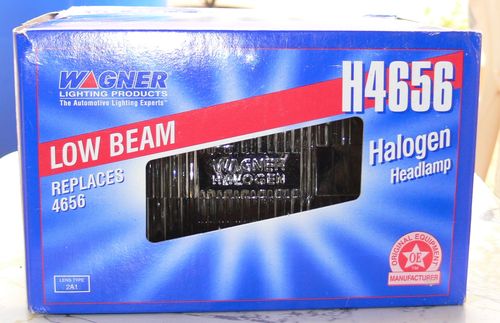 WAGNER
LIGHTING PRODUCTS
The Automotive Lighting Experts
H4656
LOW BEAM
REPLACES
4656
Halogen
Headlamp
WAGNER
HALOGEN
LENS TYPE
2A1
ORIGINAL EQUIPMENT
OE
TM
MANUFACTURER